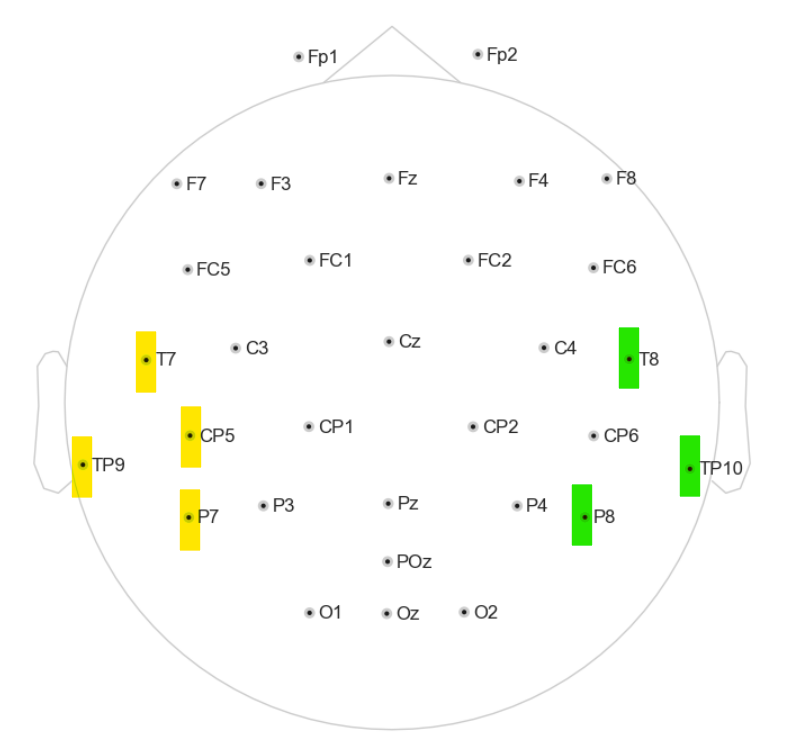 Fp1 Fp2
F7 F3 Fz F4 F8
FC5 FC1 FC2 FC6
T7 C3 Cz C4 T8
CP5 CP1 CP2 CP6
TP9 TP10
P7 P3 Pz P4 P8
POz
O1 Oz O2